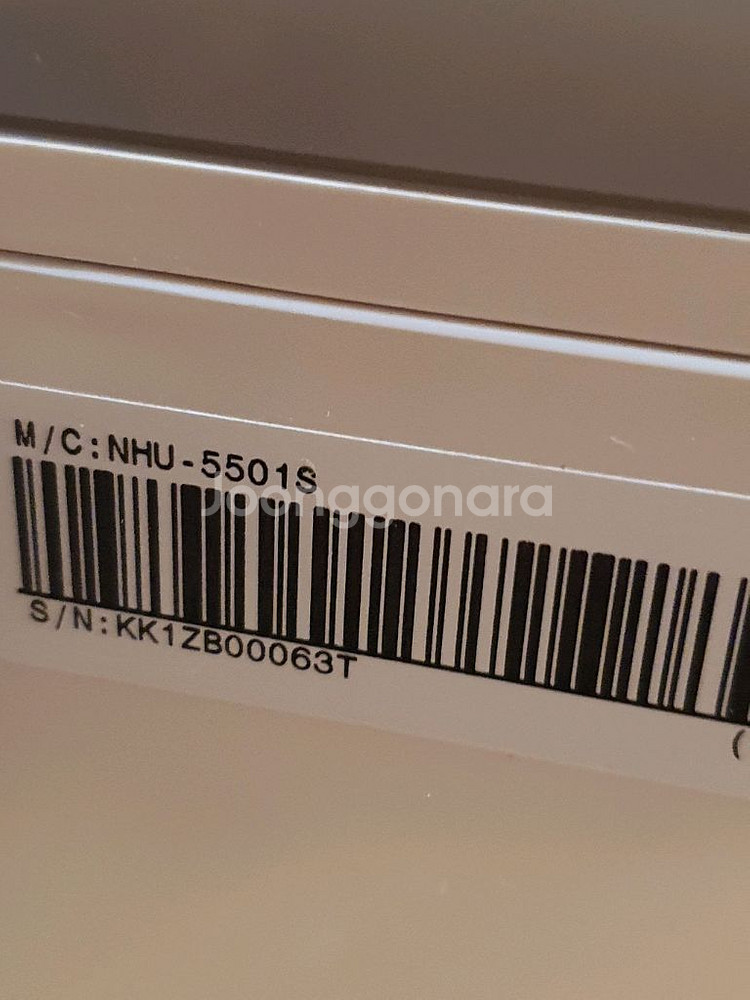 M/C:NHU-5501S
Joonggonara
S/N:KK1ZB00063T
(